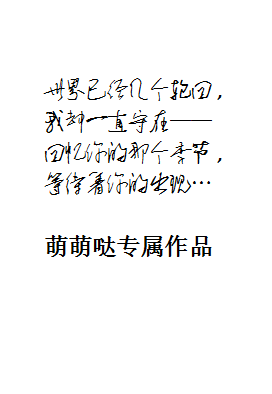 世界已经几个轮回，
我却一直守在——
回忆你的那个季节，
等待着你的出现…
萌萌哒专属作品